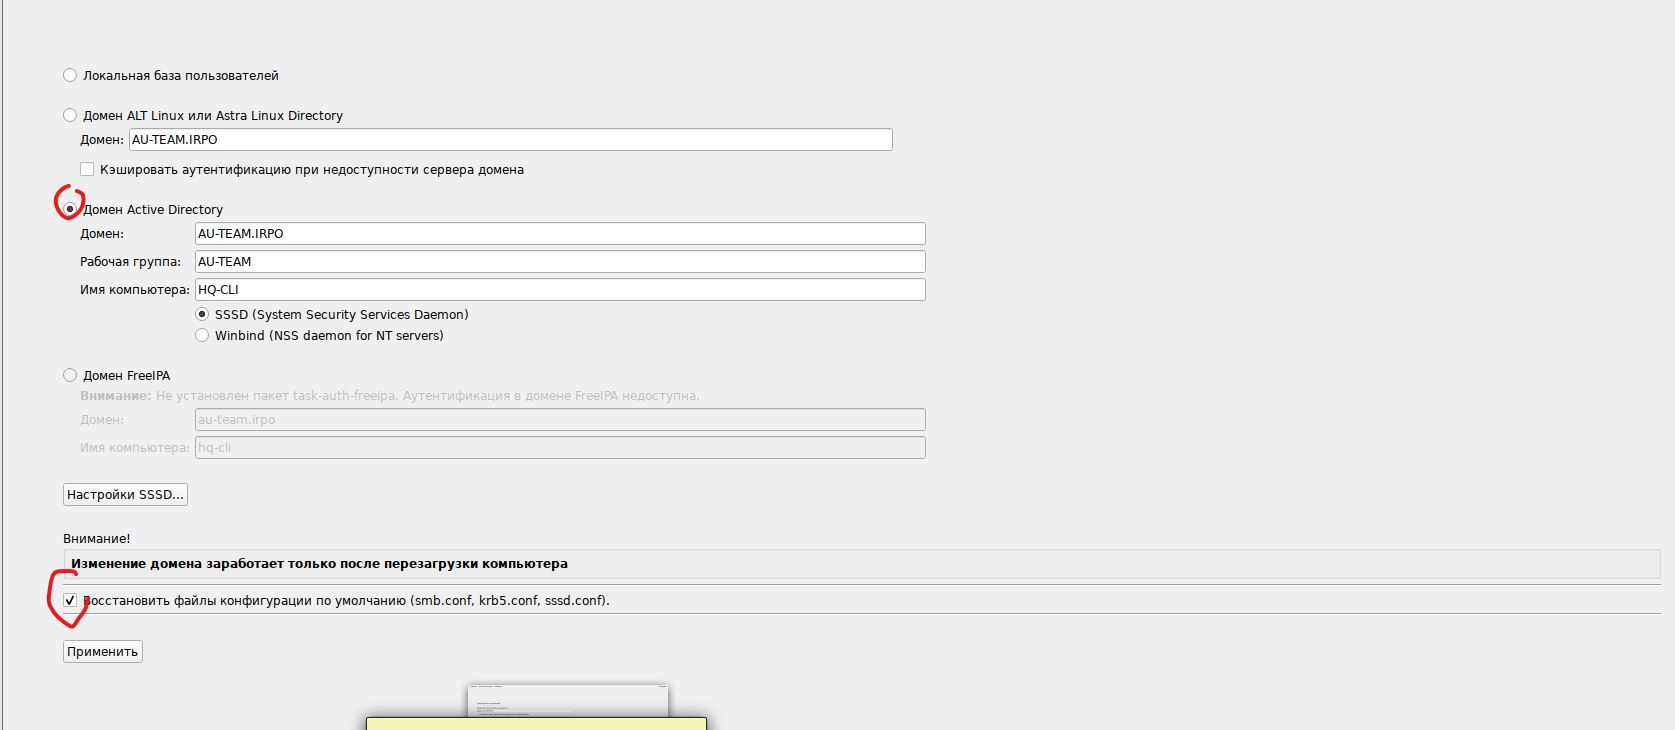 Локальная база пользователей
Домен ALT Linux или Astra Linux Directory
Домен: AU-TEAM.IRPO
Кэшировать аутентификацию при недоступности сервера домена
Домен Active Directory
Домен: AU-TEAM.IRPO
Рабочая группа: AU-TEAM
Имя компьютера: HQ-CLI
SSSD (System Security Services Daemon)
Winbind (NSS daemon for NT servers)
Домен FreeIPA
Внимание: Не установлен пакет task-auth-freeipa. Аутентификация в домене FreeIPA недоступна.
Домен: au-team.irpo
Имя компьютера: hq-cli
Настройки SSSD...
Внимание!
Изменение домена заработает только после перезагрузки компьютера
Восстановить файлы конфигурации по умолчанию (smb.conf, krb5.conf, sssd.conf).
Применить